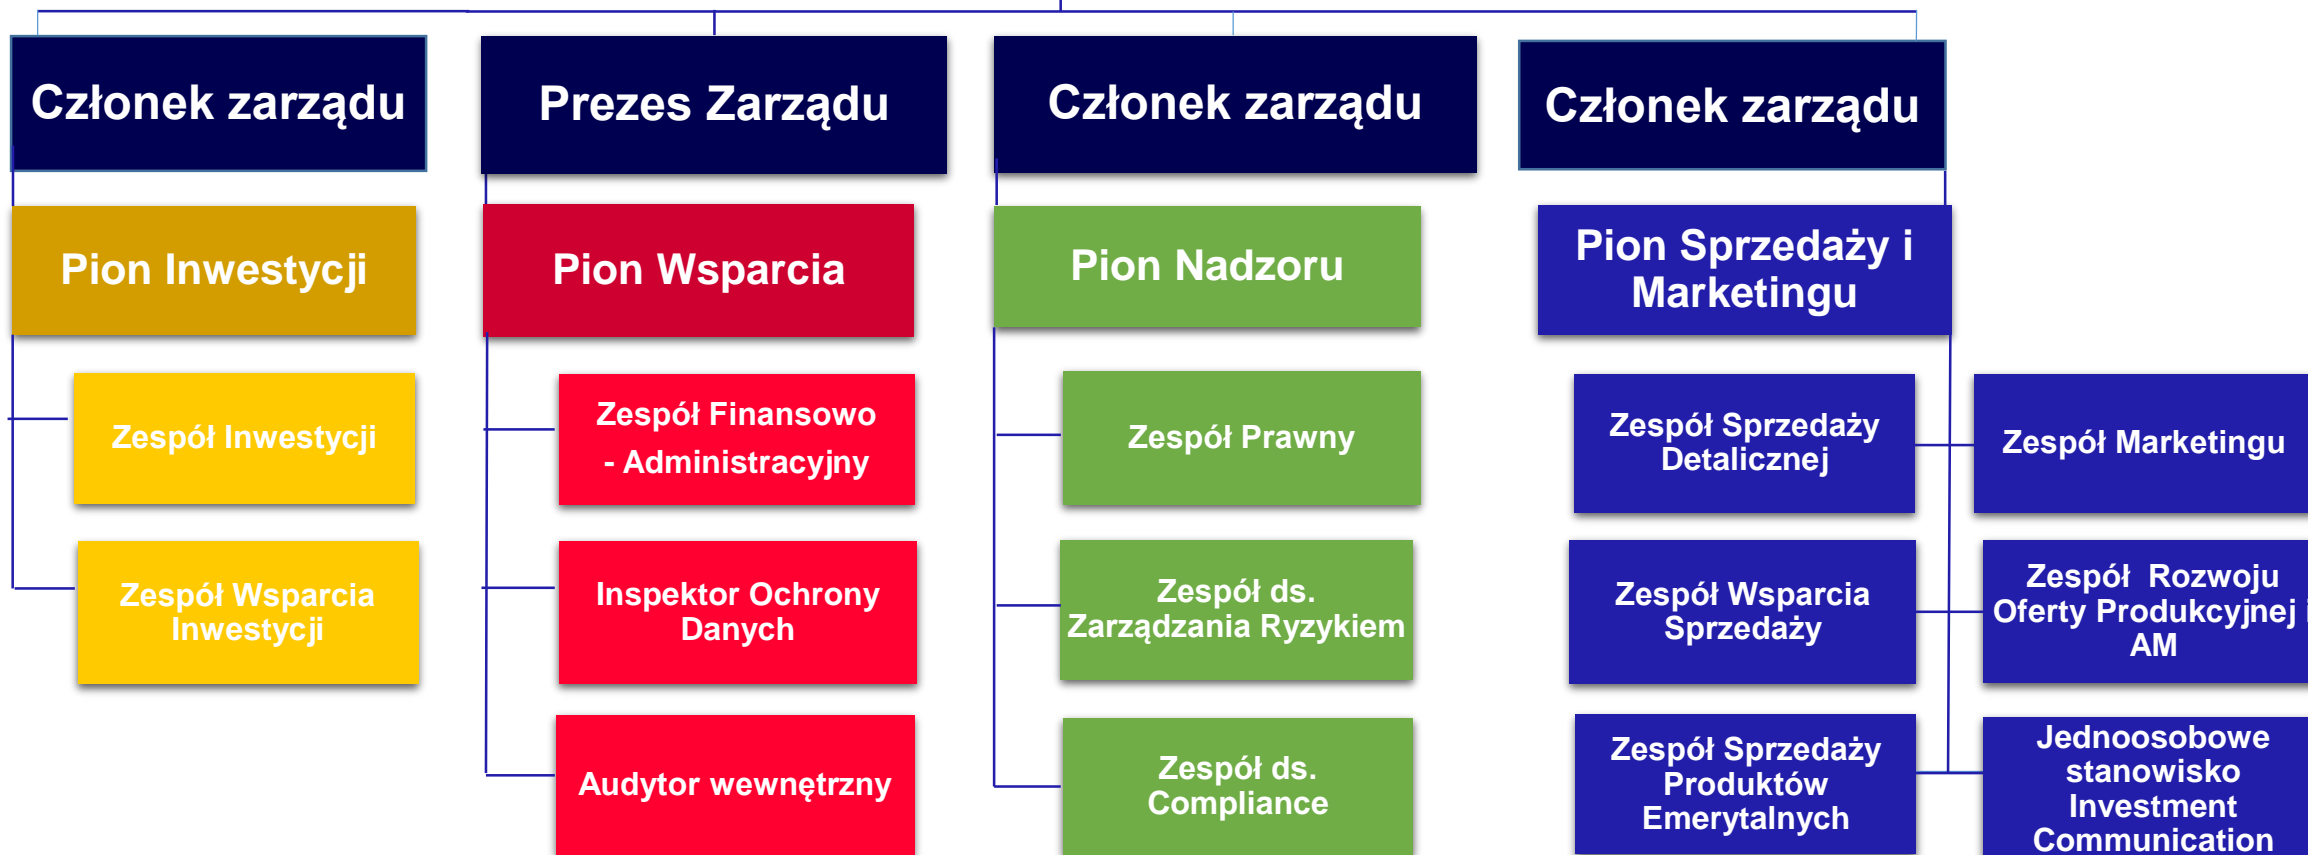 Członek zarządu
Prezes Zarządu
Członek zarządu
Członek zarządu
Pion Inwestycji
Pion Wsparcia
Pion Nadzoru
Pion Sprzedaży i
Marketingu
Zespół Inwestycji
Zespół Finansowo
- Administracyjny
Zespół Prawny
Zespół Sprzedaży
Detalicznej
Zespół Marketingu
Zespół Wsparcia
Inwestycji
Inspektor Ochrony
Danych
Zespół ds.
Zarządzania Ryzykiem
Zespół Wsparcia
Sprzedaży
Zespół  Rozwoju
Oferty Produkcyjnej i
AM
Audytor wewnętrzny
Zespół ds.
Compliance
Zespół Sprzedaży
Produktów
Emerytalnych
Jednoosobowe
stanowisko
Investment
Communication